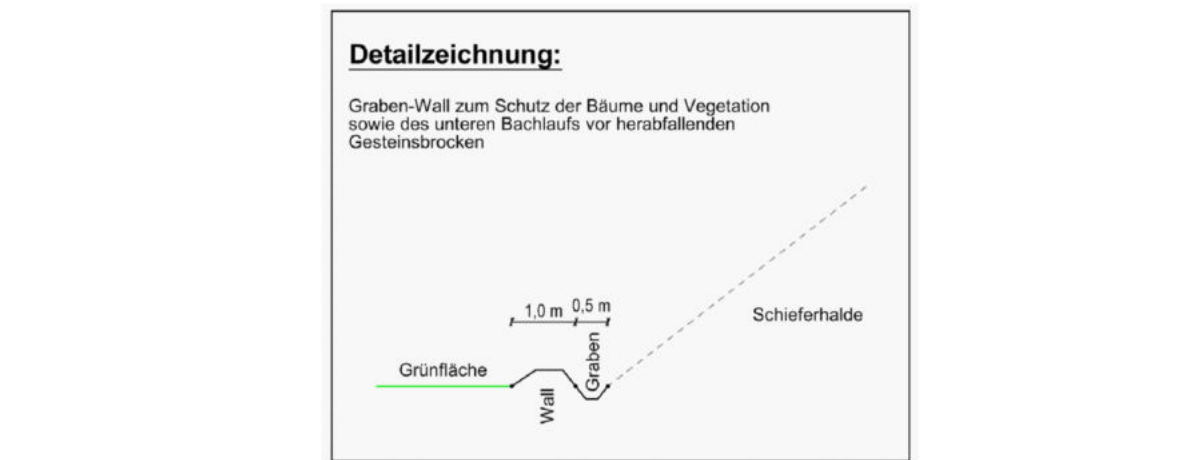 Detailzeichnung:
Graben-Wall zum Schutz der Bäume und Vegetation
sowie des unteren Bachlaufs vor herabfallenden
Gesteinsbrocken
1,0 m
0,5 m
Schieferhalde
Graben
Grünfläche
Wall